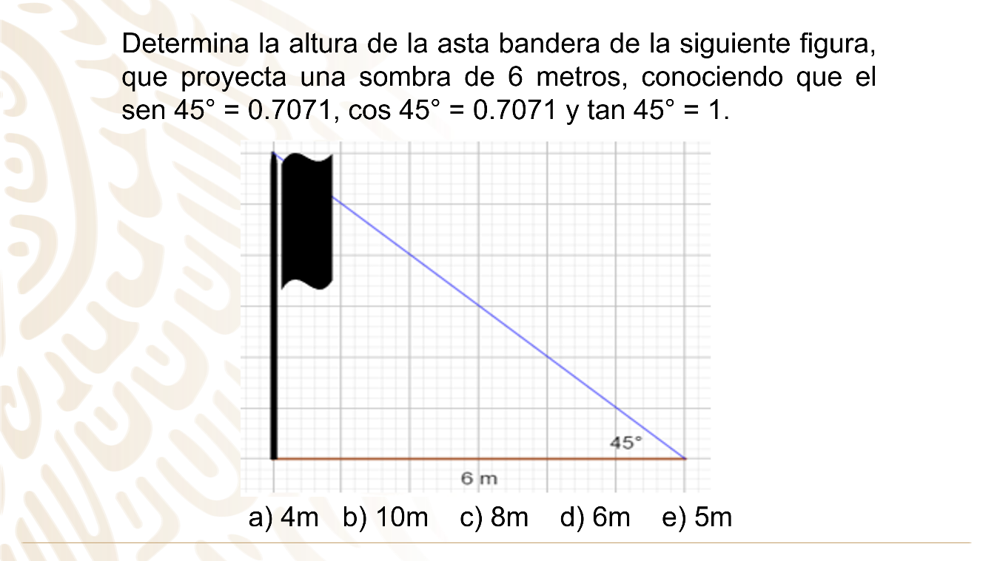 Determina la altura de la asta bandera de la siguiente figura,
que proyecta una sombra de 6 metros, conociendo que el
sen 45° = 0.7071, cos 45° = 0.7071 y tan 45° = 1.
45°
6 m
a) 4m b) 10m c) 8m d) 6m e) 5m